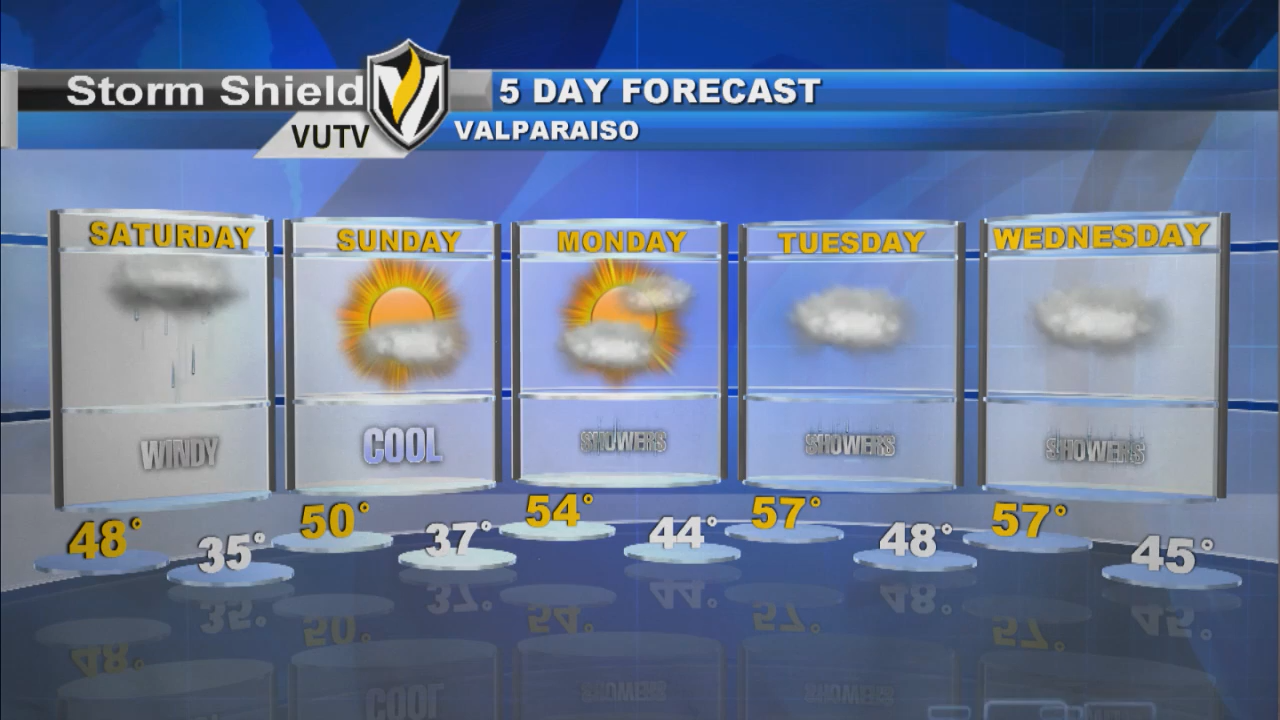 Storm Shield
VUTV
5 DAY FORECAST
VALPARAISO
SATURDAY
WINDY
48° 35°
SUNDAY
COOL
50° 37°
MONDAY
SHOWERS
54° 44°
TUESDAY
SHOWERS
57° 48°
WEDNESDAY
SHOWERS
57° 45°